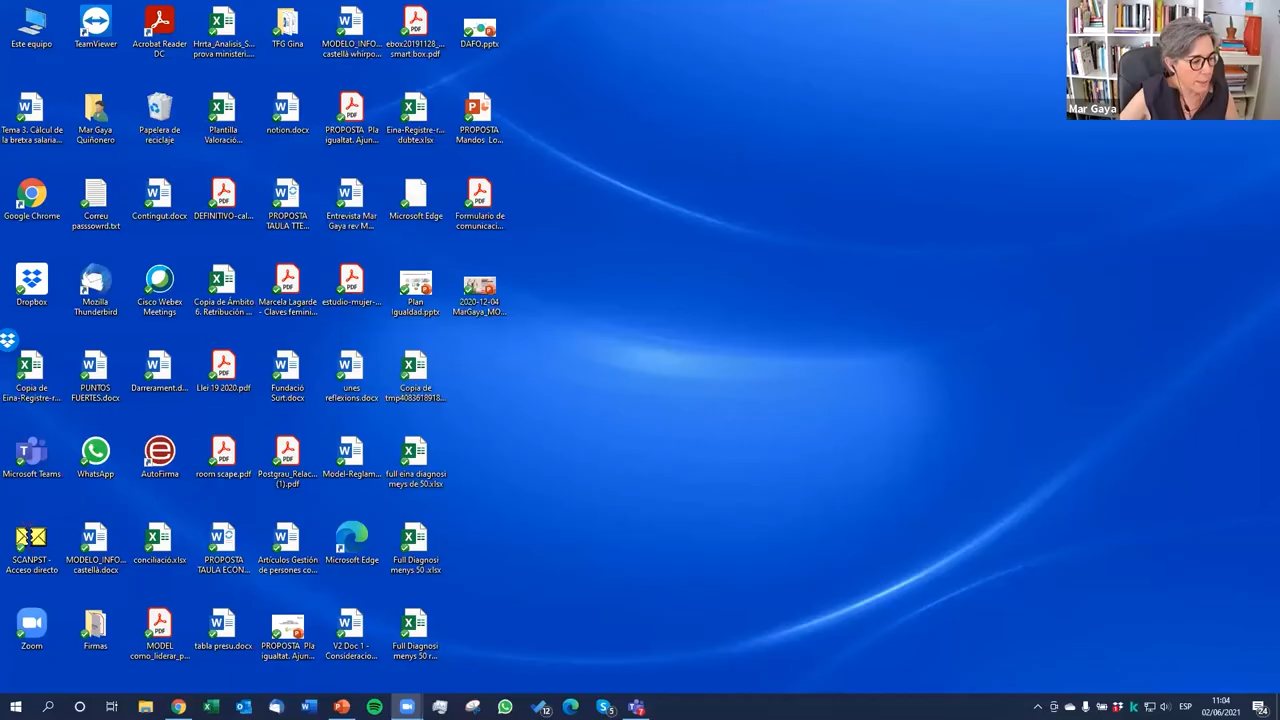 Este equipo
TeamViewer
Acrobat Reader
DC
Hrrta_Analisis_S...
prova ministeri....
TFG Gina
MODELO_INFO...
castellà whirpo...
ebox20191128_...
smart box.pdf
DAFO.pptx
Mar Gaya
Tema 3. Càlcul de
la bretxa salaria...
Mar Gaya
Quiñonero
Papelera de
reciclaje
Plantilla
Valoració...
notion.docx
PROPOSTA Pla
igualtat. Ajun...
Eina-Registre-r...
dubte.xlsx
PROPOSTA
Mandos Lo...
Google Chrome
Correu
passsowrd.txt
Contingut.docx
DEFINITIVO-cal...
PROPOSTA
TAULA TTE...
Entrevista Mar
Gaya rev M...
Microsoft Edge
Formulario de
comunicaci...
Dropbox
Mozilla
Thunderbird
Cisco Webex
Meetings
Copia de Ámbito
6. Retribución ...
Marcela Lagarde
- Claves femini...
estudio-mujer-...
Plan
Igualdad.pptx
2020-12-04
MarGaya_MO...
Copia de
Eina-Registre-r...
PUNTOS
FUERTES.docx
Darrerament.d...
Llei 19 2020.pdf
Fundació
Surt.docx
unes
reflexions.docx
Copia de
tmp4083618918...
Microsoft Teams
WhatsApp
AutoFirma
room scape.pdf
Postgrau_Relac...
(1).pdf
Model-Reglam...
full eina diagnosi
meys de 50.xlsx
SCANPST -
Acceso directo
MODELO_INFO...
castellà.docx
conciliació.xlsx
PROPOSTA
TAULA ECON...
Artículos Gestión
de persones co...
Microsoft Edge
Full Diagnosi
menys 50 .xlsx
Zoom
Firmas
MODEL
como_liderar_p...
tabla presu.docx
PROPOSTA Pla
igualtat. Ajun...
V2 Doc 1 -
Consideracio...
Full Diagnosi
menys 50 r...
12
5
7
ESP
11:04
02/06/2021
24